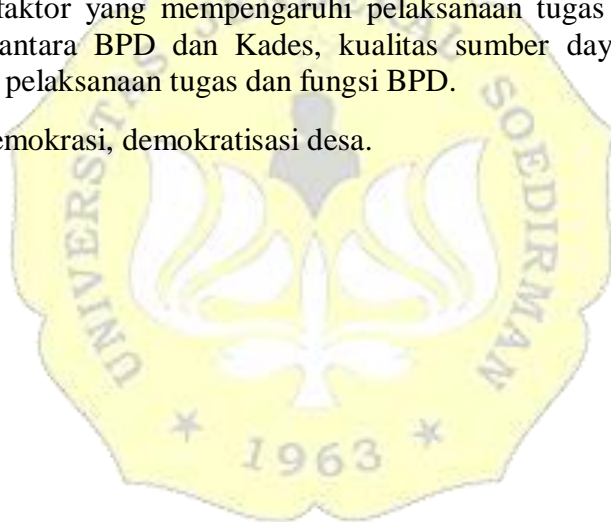 faktor yang mempengaruhi pelaksanaan tugas
antara BPD dan Kades, kualitas sumber day
pelaksanaan tugas dan fungsi BPD.
emokrasi, demokratisasi desa.
UNIVERSITAS JENDERAL SOEDIRMAN
* 1963 *